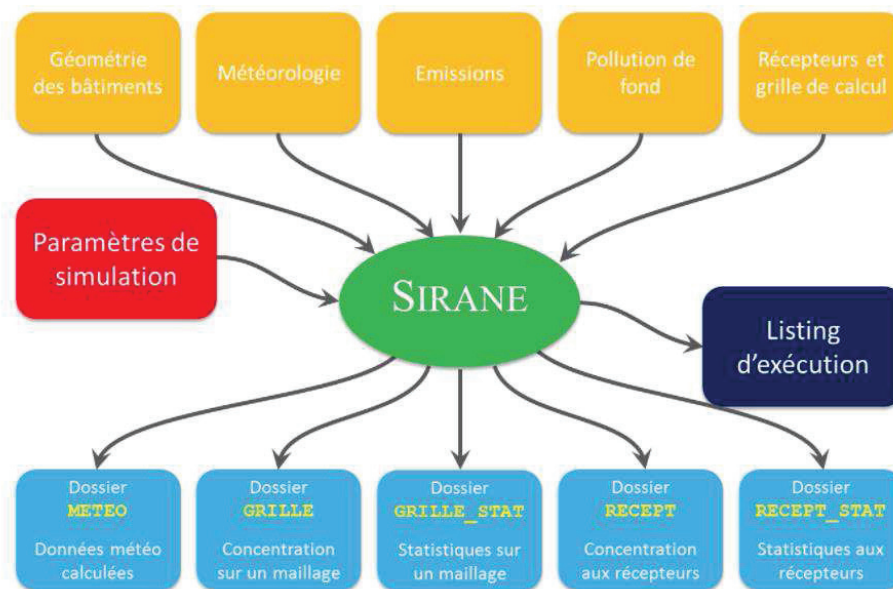 Géométrie
des bâtiments
Météorologie
Emissions
Pollution de
fond
Récepteurs et
grille de calcul
Paramètres de
simulation
SIRANE
Listing
d'exécution
Dossier
METEO
Données météo
calculées
Dossier
GRILLE
Concentration
sur un maillage
Dossier
GRILLE_STAT
Statistiques sur
un maillage
Dossier
RECEPT
Concentration
aux récepteurs
Dossier
RECEPT_STAT
Statistiques aux
récepteurs